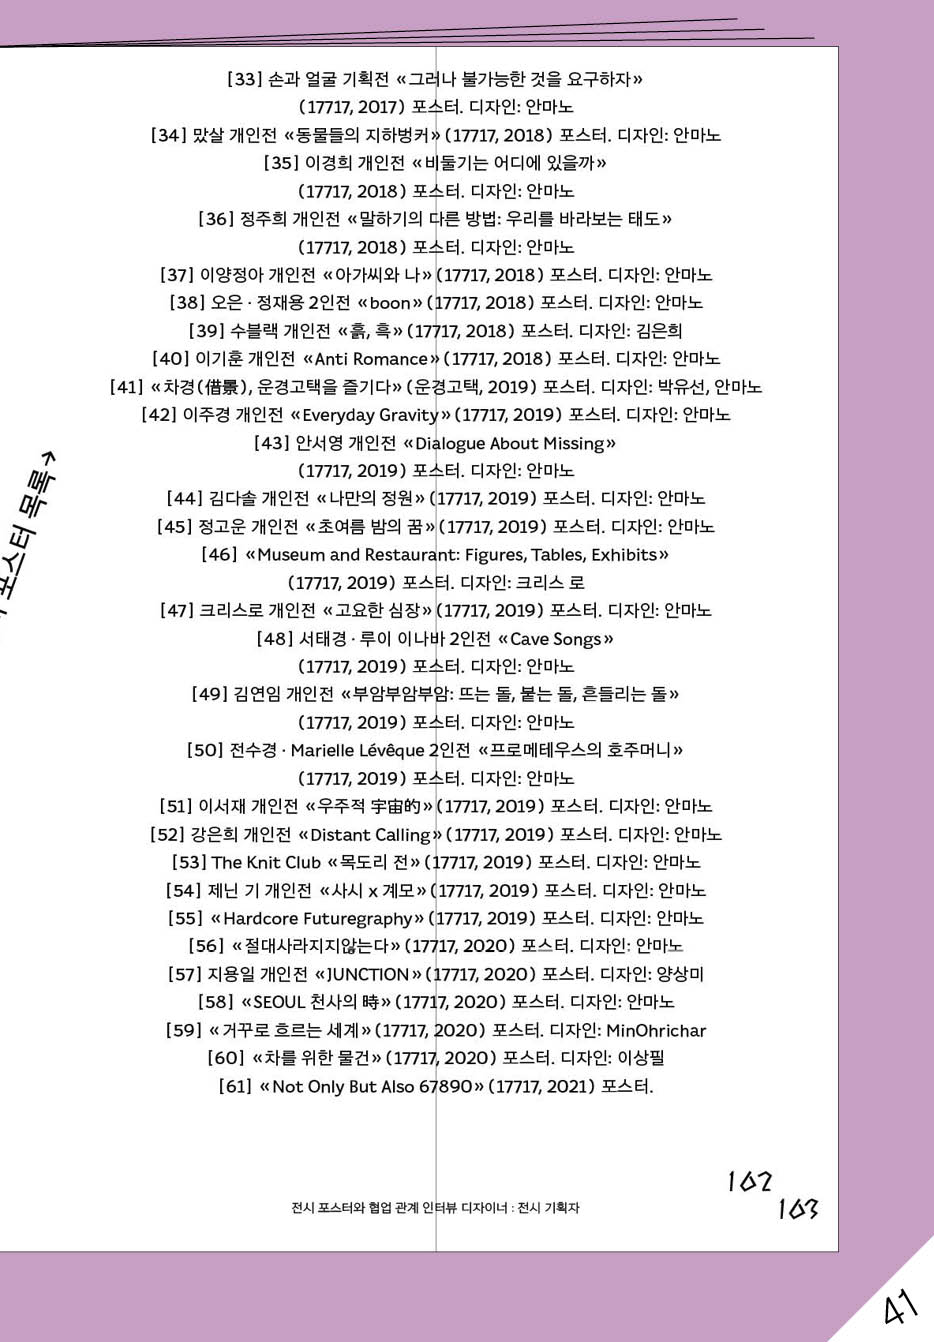 [33] 손과 얼굴 기획전 «그러나 불가능한 것을 요구하자»
(17717, 2017) 포스터. 디자인: 안마노
[34] 맜살 개인전 «동물들의 지하벙커» (17717, 2018) 포스터. 디자인: 안마노
[35] 이경희 개인전 «비둘기는 어디에 있을까»
(17717, 2018) 포스터. 디자인: 안마노
[36] 정주희 개인전 «말하기의 다른 방법: 우리를 바라보는 태도»
(17717, 2018) 포스터. 디자인: 안마노
[37] 이양정아 개인전 «아가씨와 나» (17717, 2018) 포스터. 디자인: 안마노
[38] 오은 · 정재용 2인전 «boon» (17717, 2018) 포스터. 디자인: 안마노
[39] 수블랙 개인전 «흙, 흑» (17717, 2018) 포스터. 디자인: 김은희
[40] 이기훈 개인전 «Anti Romance» (17717, 2018) 포스터. 디자인: 안마노
[41] «차경(借景), 운경고택을 즐기다» (운경고택, 2019) 포스터. 디자인: 박유선, 안마노
[42] 이주경 개인전 «Everyday Gravity» (17717, 2019) 포스터. 디자인: 안마노
[43] 안서영 개인전 «Dialogue About Missing»
(17717, 2019) 포스터. 디자인: 안마노
[44] 김다솔 개인전 «나만의 정원» (17717, 2019) 포스터. 디자인: 안마노
[45] 정고운 개인전 «초여름 밤의 꿈» (17717, 2019) 포스터. 디자인: 안마노
[46] «Museum and Restaurant: Figures, Tables, Exhibits»
(17717, 2019) 포스터. 디자인: 크리스 로
[47] 크리스로 개인전 «고요한 심장» (17717, 2019) 포스터. 디자인: 안마노
[48] 서태경 · 루이 이나바 2인전 «Cave Songs»
(17717, 2019) 포스터. 디자인: 안마노
[49] 김연임 개인전 «부암부암부암: 뜨는 돌, 붙는 돌, 흔들리는 돌»
(17717, 2019) 포스터. 디자인: 안마노
[50] 전수경 · Marielle Lévêque 2인전 «프로메테우스의 호주머니»
(17717, 2019) 포스터. 디자인: 안마노
[51] 이서재 개인전 «우주적 宇宙的» (17717, 2019) 포스터. 디자인: 안마노
[52] 강은희 개인전 «Distant Calling» (17717, 2019) 포스터. 디자인: 안마노
[53] The Knit Club «목도리 전» (17717, 2019) 포스터. 디자인: 안마노
[54] 제닌 기 개인전 «사시 x 계모» (17717, 2019) 포스터. 디자인: 안마노
[55] «Hardcore Futuregraphy» (17717, 2019) 포스터. 디자인: 안마노
[56] «절대사라지지않는다» (17717, 2020) 포스터. 디자인: 안마노
[57] 지용일 개인전 «JUNCTION» (17717, 2020) 포스터. 디자인: 양상미
[58] «SEOUL 천사의 時» (17717, 2020) 포스터. 디자인: 안마노
[59] «거꾸로 흐르는 세계» (17717, 2020) 포스터. 디자인: MinOhrichar
[60] «차를 위한 물건» (17717, 2020) 포스터. 디자인: 이상필
[61] «Not Only But Also 67890» (17717, 2021) 포스터.
포스터 목록→
전시 포스터와 협업 관계 인터뷰 디자이너 : 전시 기획자
102
103
41